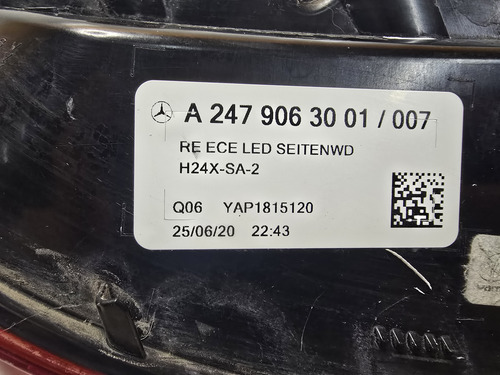 A 247 906 30 01 / 007
RE ECE LED SEITENWD
H24X-SA-2
Q06 YAP1815120
25/06/20 22:43